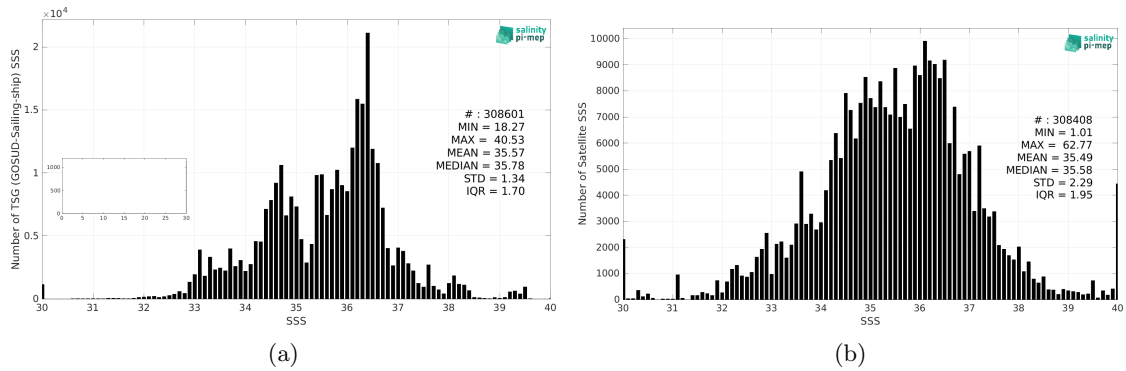 ×10⁴
2
1.5
1
0.5
0
Number of TSG (GOSUD-Sailing-ship) SSS
salinity
pi-mep
# : 308601
MIN = 18.27
MAX = 40.53
MEAN = 35.57
MEDIAN = 35.78
STD = 1.34
IQR = 1.70
1000
500
0
0 5 10 15 20 25 30
30 31 32 33 34 35 36 37 38 39 40
SSS
(a)
10000
9000
8000
7000
6000
5000
4000
3000
2000
1000
0
Number of Satellite SSS
salinity
pi-mep
# : 308408
MIN = 1.01
MAX = 62.77
MEAN = 35.49
MEDIAN = 35.58
STD = 2.29
IQR = 1.95
30 31 32 33 34 35 36 37 38 39 40
SSS
(b)